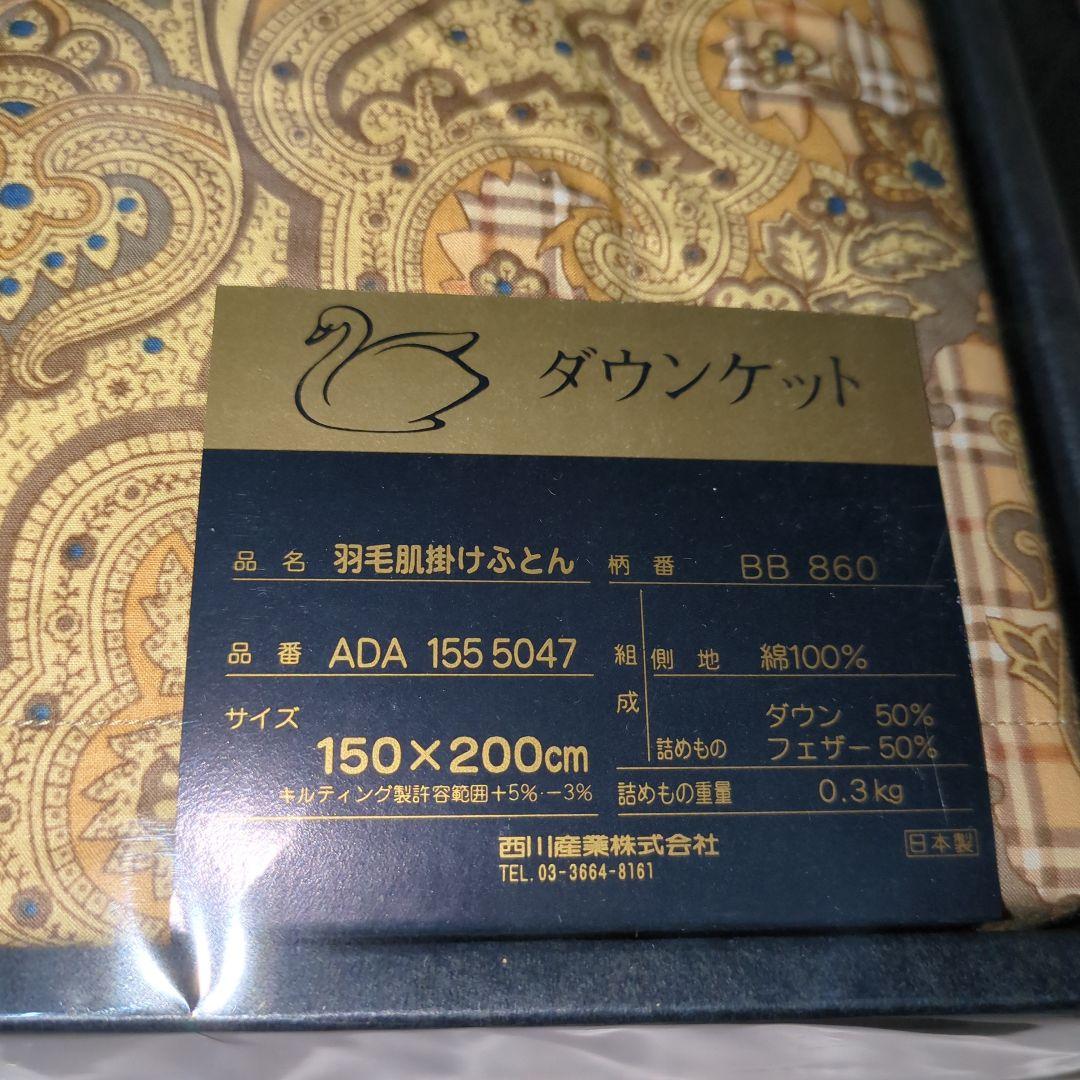 ダウンケット
品名 羽毛肌掛けふとん
柄番 BB 860
品番 ADA 155 5047
組成 側地 綿100%
詰めもの ダウン 50%
フェザー50%
サイズ
150×200cm
キルティング製許容範囲+5%·−3%
詰めもの重量 0.3kg
西川産業株式会社
日本製
TEL. 03-3664-8161